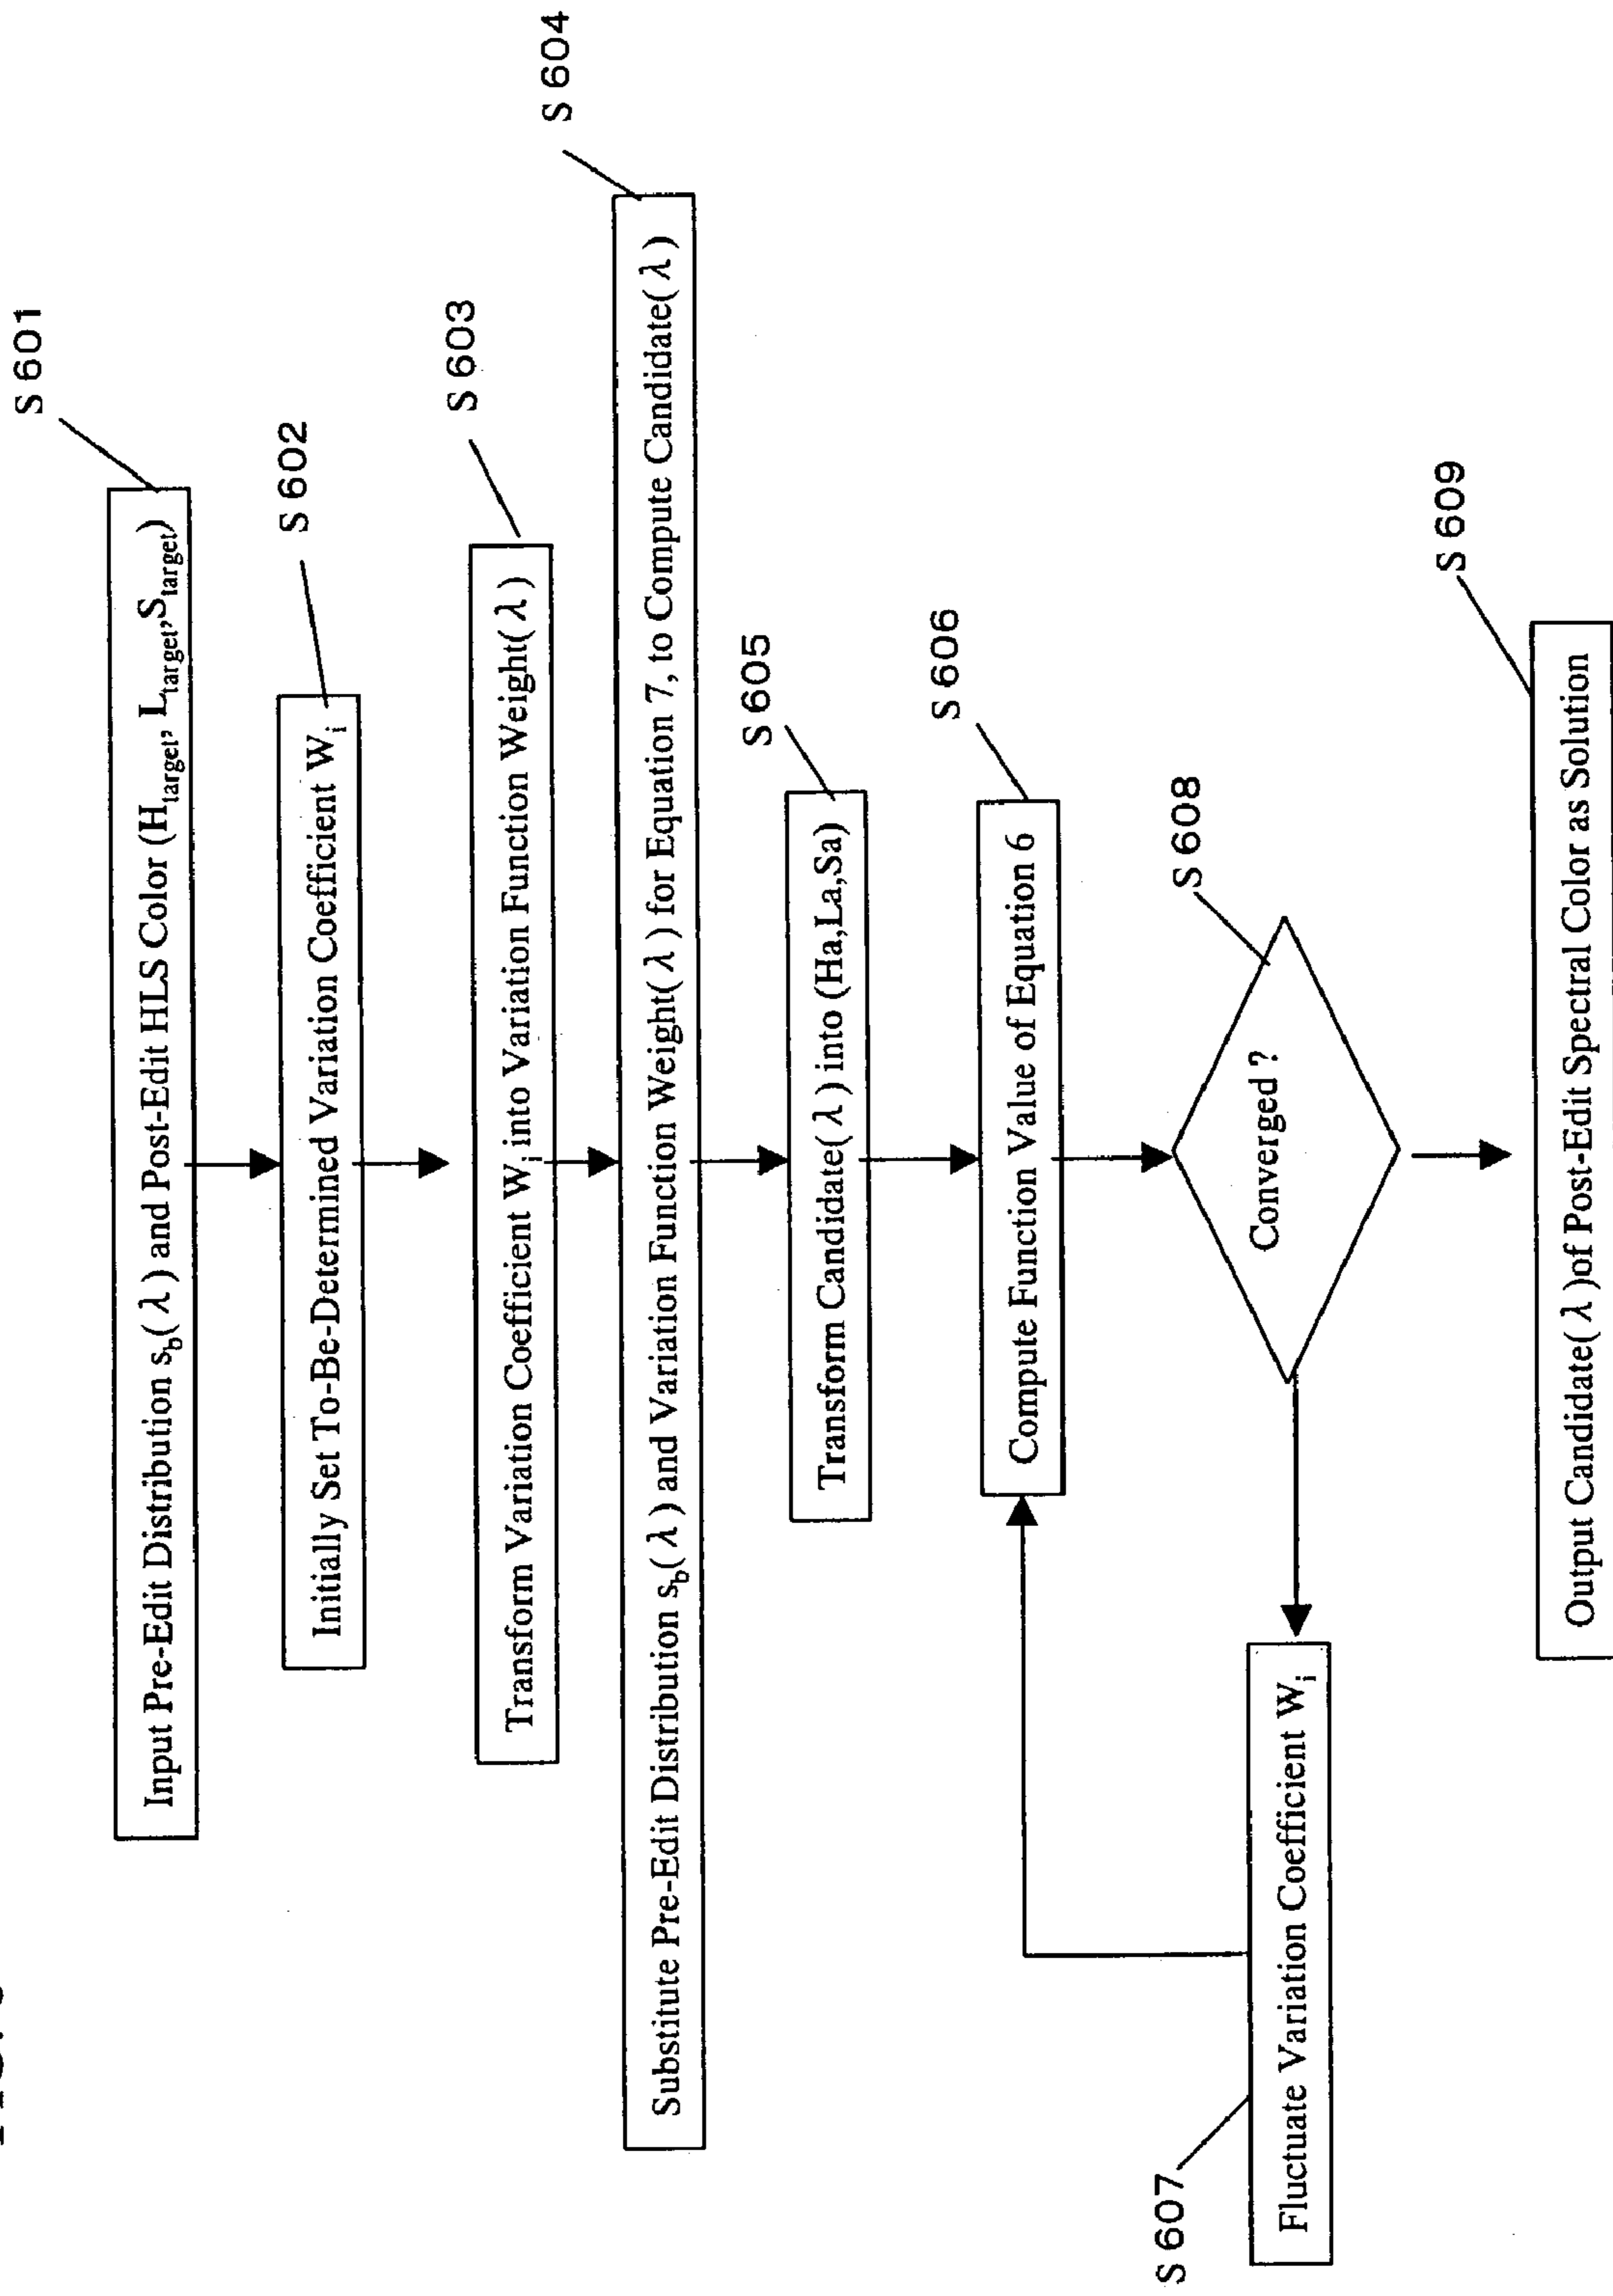 S 601
Input Pre-Edit Distribution s_b( λ ) and Post-Edit HLS Color (H_target, L_target, S_target)
S 602
Initially Set To-Be-Determined Variation Coefficient W_i
S 603
Transform Variation Coefficient W_i into Variation Function Weight( λ )
S 604
Substitute Pre-Edit Distribution s_b( λ ) and Variation Function Weight( λ ) for Equation 7, to Compute Candidate( λ )
S 605
Transform Candidate( λ ) into (Ha,La,Sa)
S 606
Compute Function Value of Equation 6
S 608
Converged ?
S 607
Fluctuate Variation Coefficient W_i
S 609
Output Candidate( λ )of Post-Edit Spectral Color as Solution